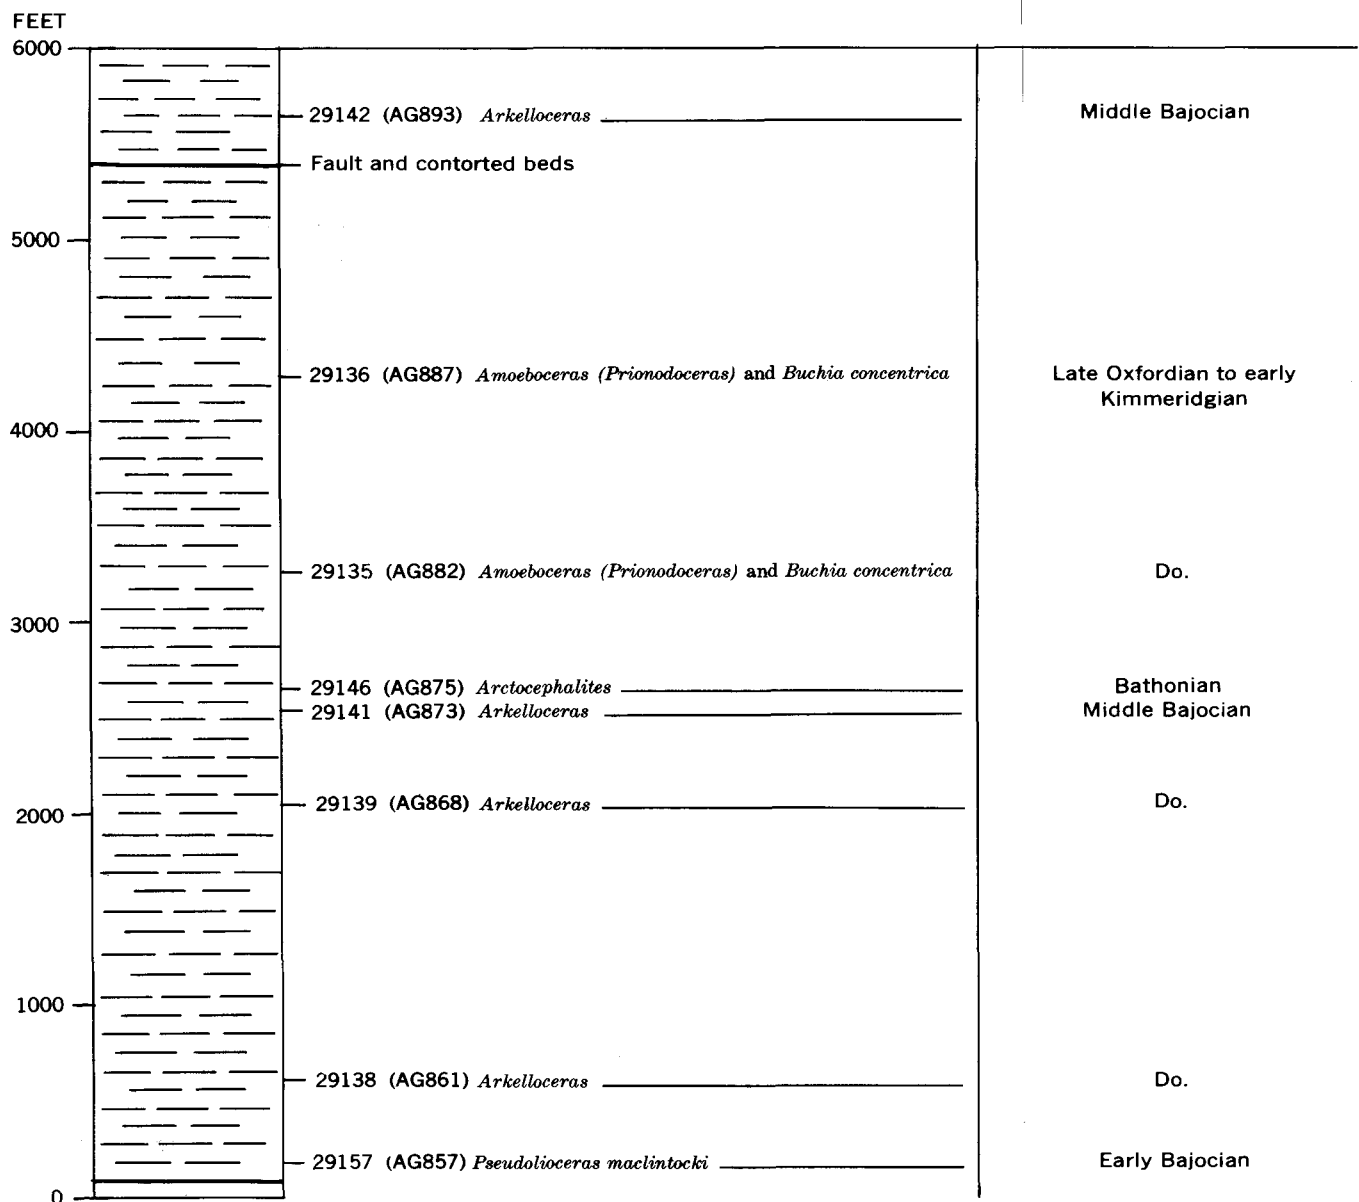 FEET
6000
29142 (AG893) Arkelloceras Middle Bajocian
Fault and contorted beds
5000
29136 (AG887) Amoeboceras (Prionodoceras) and Buchia concentrica Late Oxfordian to early
Kimmeridgian
4000
29135 (AG882) Amoeboceras (Prionodoceras) and Buchia concentrica Do.
3000
29146 (AG875) Arctocephalites Bathonian
29141 (AG873) Arkelloceras Middle Bajocian
29139 (AG868) Arkelloceras Do.
2000
1000
29138 (AG861) Arkelloceras Do.
29157 (AG857) Pseudolioceras maclintocki Early Bajocian
0